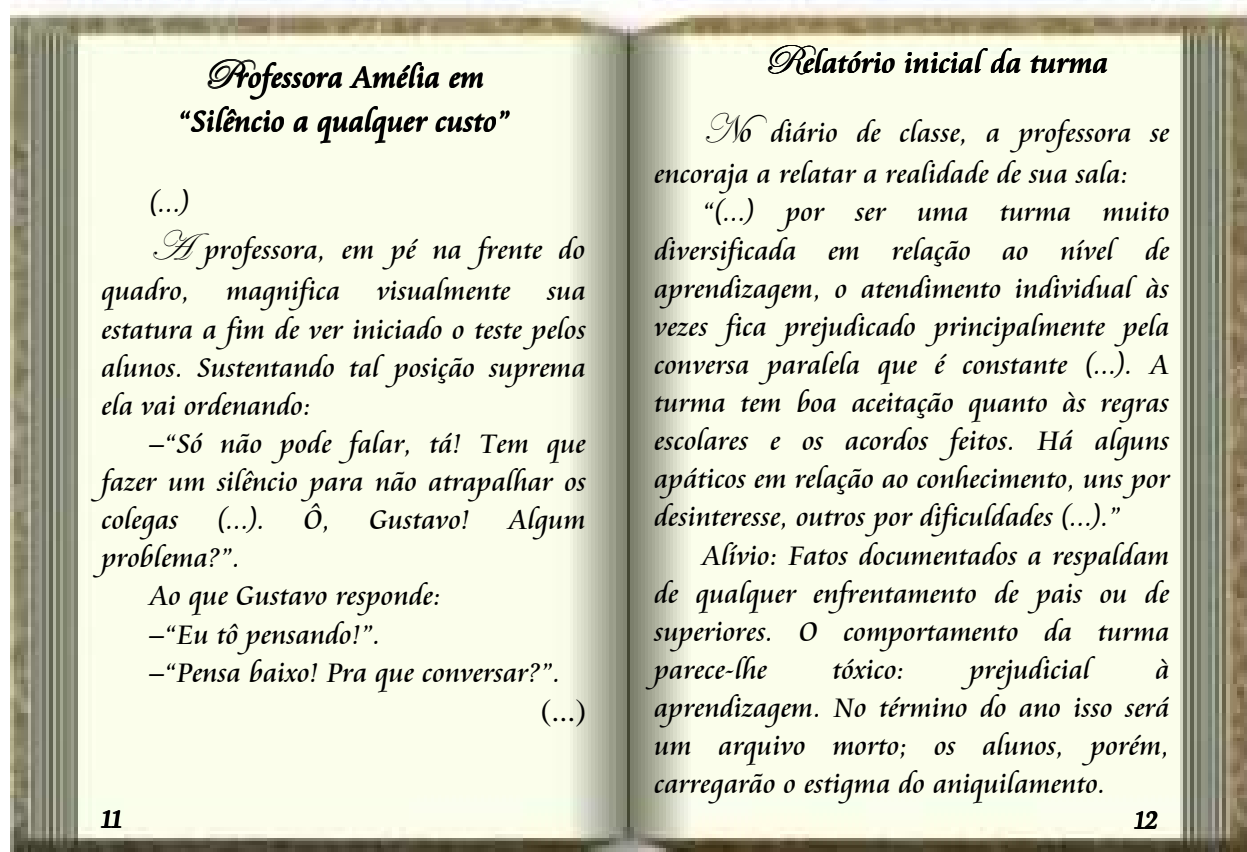 Professora Amélia em
“Silêncio a qualquer custo”
(...)
A professora, em pé na frente do
quadro, magnifica visualmente sua
estatura a fim de ver iniciado o teste pelos
alunos. Sustentando tal posição suprema
ela vai ordenando:
–“Só não pode falar, tá! Tem que
fazer um silêncio para não atrapalhar os
colegas (...). Ô, Gustavo! Algum
problema?”.
Ao que Gustavo responde:
–“Eu tô pensando!”.
–“Pensa baixo! Pra que conversar?”.
(...)
11
Relatório inicial da turma
No diário de classe, a professora se
encoraja a relatar a realidade de sua sala:
“(...) por ser uma turma muito
diversificada em relação ao nível de
aprendizagem, o atendimento individual às
vezes fica prejudicado principalmente pela
conversa paralela que é constante (...). A
turma tem boa aceitação quanto às regras
escolares e os acordos feitos. Há alguns
apáticos em relação ao conhecimento, uns por
desinteresse, outros por dificuldades (...).”
Alívio: Fatos documentados a respaldam
de qualquer enfrentamento de pais ou de
superiores. O comportamento da turma
parece-lhe tóxico: prejudicial à
aprendizagem. No término do ano isso será
um arquivo morto; os alunos, porém,
carregarão o estigma do aniquilamento.
12